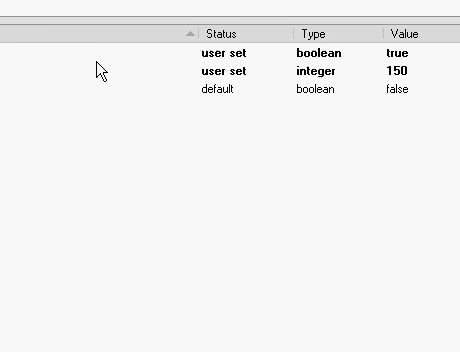 Status Type Value
user set boolean true
user set integer 150
default boolean false